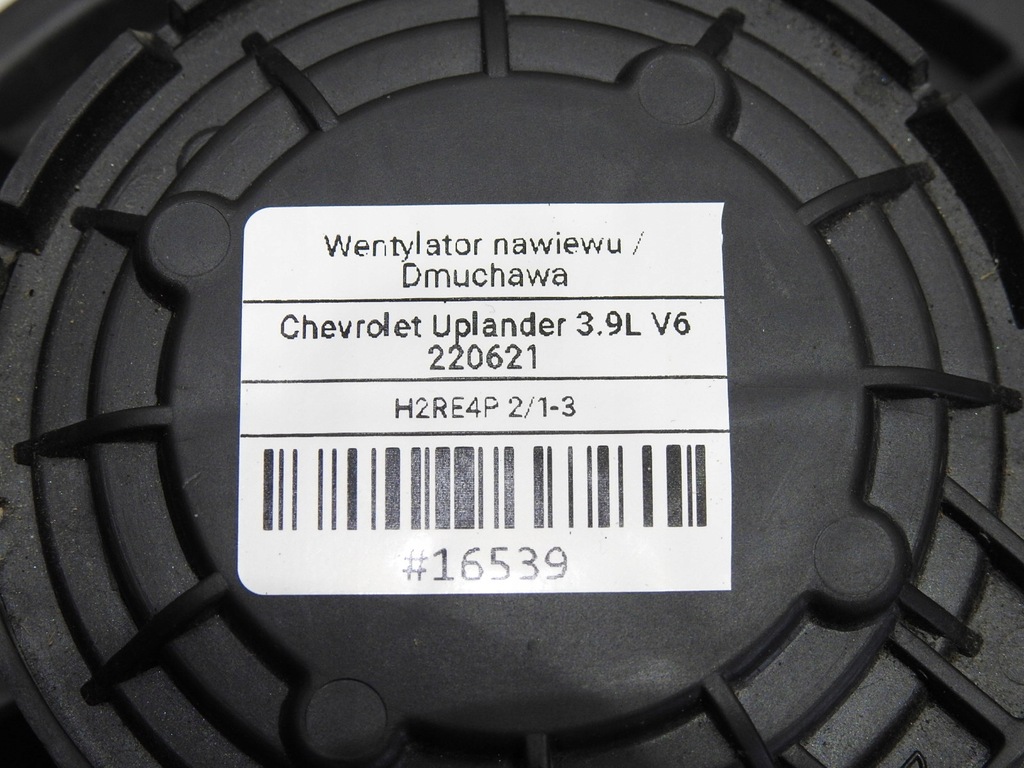 Wentylator nawiewu /
Dmuchawa
Chevrolet Uplander 3.9L V6
220621
H2RE4P 2/1-3
#16539